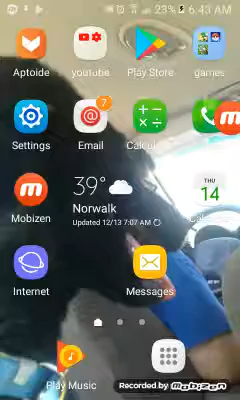 23% 6:43 AM
Aptoide
youtube
Play Store
games
7
Settings
Email
Calcul
Mobizen
39°
Norwalk
Updated 12/13 7:07 AM
THU
14
Internet
Messages
Play Music
Recorded by Mobizen